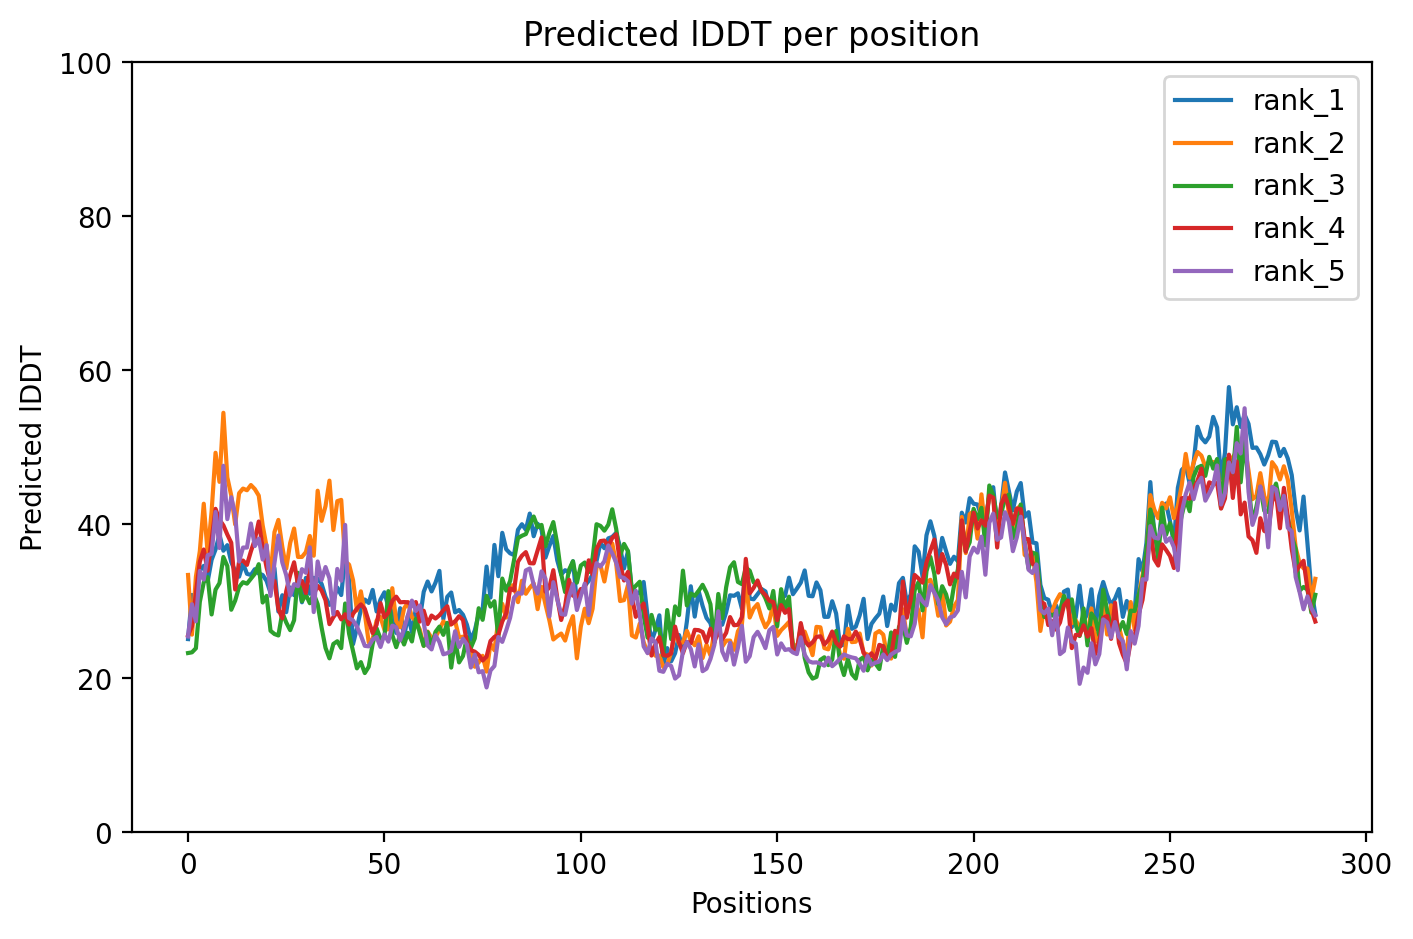 Predicted lDDT per position
100
80
60
40
20
0
Predicted lDDT
rank_1
rank_2
rank_3
rank_4
rank_5
0 50 100 150 200 250 300
Positions